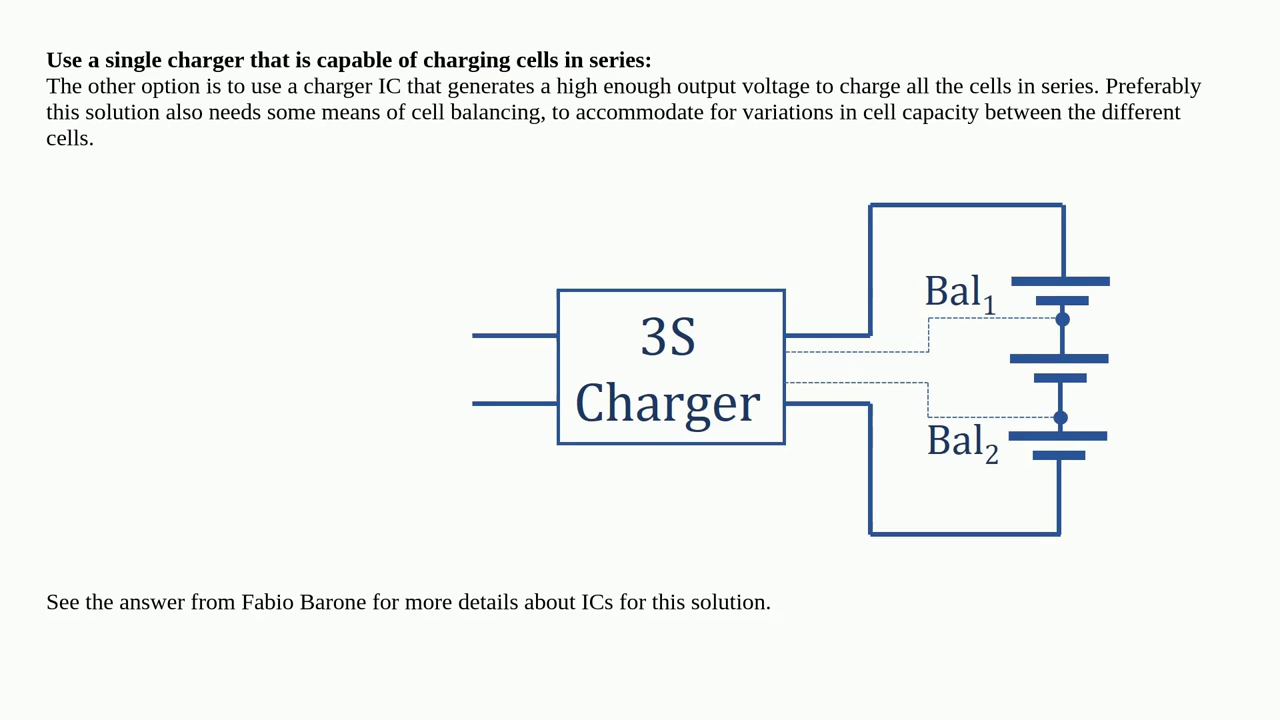 Use a single charger that is capable of charging cells in series:
The other option is to use a charger IC that generates a high enough output voltage to charge all the cells in series. Preferably
this solution also needs some means of cell balancing, to accommodate for variations in cell capacity between the different
cells.
Bal1
3S
Charger
Bal2
See the answer from Fabio Barone for more details about ICs for this solution.